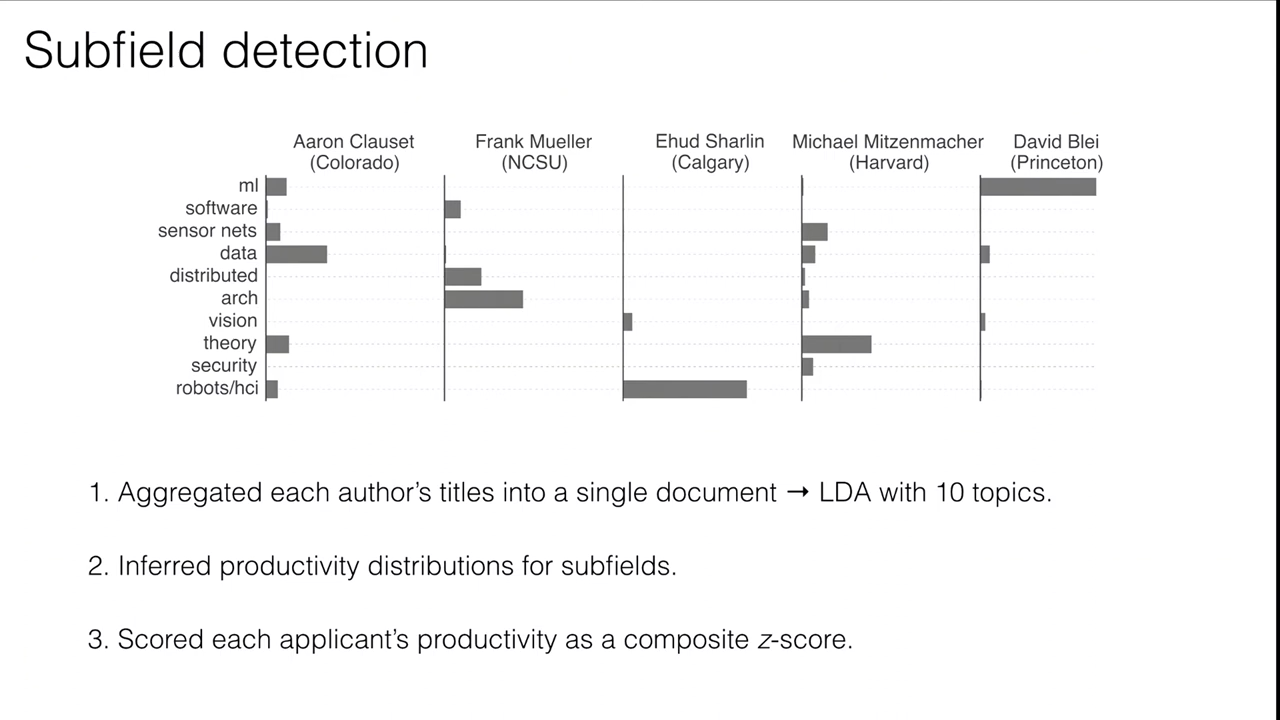 Subfield detection
Aaron Clauset Frank Mueller Ehud Sharlin Michael Mitzenmacher David Blei
(Colorado) (NCSU) (Calgary) (Harvard) (Princeton)
ml
software
sensor nets
data
distributed
arch
vision
theory
security
robots/hci
1. Aggregated each author’s titles into a single document → LDA with 10 topics.
2. Inferred productivity distributions for subfields.
3. Scored each applicant’s productivity as a composite z-score.